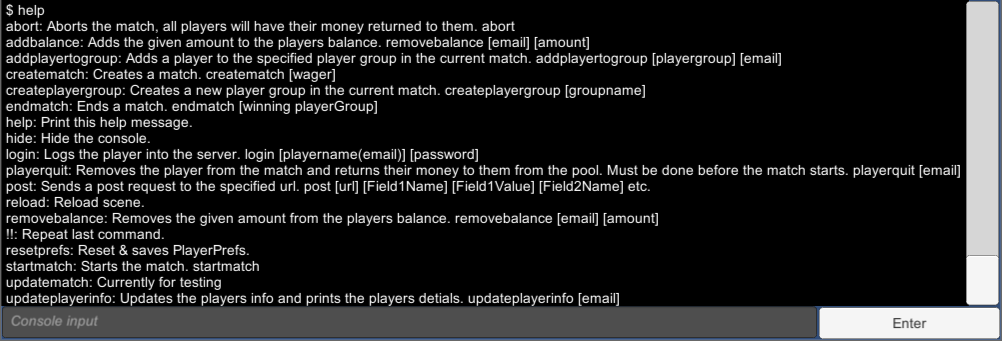 $ help
abort: Aborts the match, all players will have their money returned to them. abort
addbalance: Adds the given amount to the players balance. removebalance [email] [amount]
addplayertogroup: Adds a player to the specified player group in the current match. addplayertogroup [playergroup] [email]
creatematch: Creates a match. creatematch [wager]
createplayergroup: Creates a new player group in the current match. createplayergroup [groupname]
endmatch: Ends a match. endmatch [winning playerGroup]
help: Print this help message.
hide: Hide the console.
login: Logs the player into the server. login [playername(email)] [password]
playerquit: Removes the player from the match and returns their money to them from the pool. Must be done before the match starts. playerquit [email]
post: Sends a post request to the specified url. post [url] [Field1Name] [Field1Value] [Field2Name] etc.
reload: Reload scene.
removebalance: Removes the given amount from the players balance. removebalance [email] [amount]
!!: Repeat last command.
resetprefs: Reset & saves PlayerPrefs.
startmatch: Starts the match. startmatch
updatematch: Currently for testing
updateplayerinfo: Updates the players info and prints the players detials. updateplayerinfo [email]
Console input
Enter